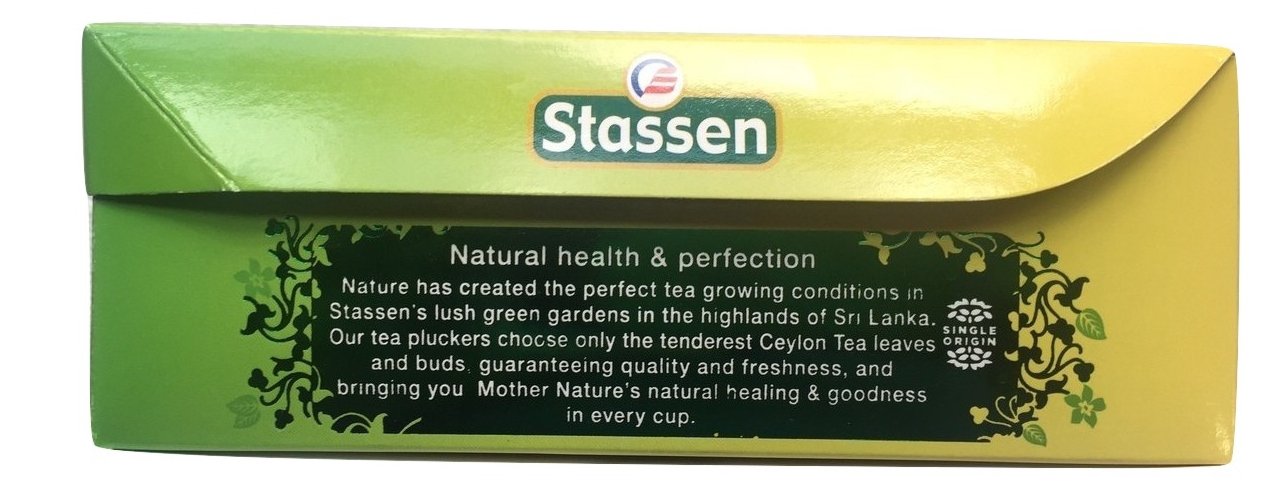 Stassen
Natural health & perfection
Nature has created the perfect tea growing conditions in
Stassen's lush green gardens in the highlands of Sri Lanka.
Our tea pluckers choose only the tenderest Ceylon Tea leaves
and buds, guaranteeing quality and freshness, and
bringing you Mother Nature's natural healing & goodness
in every cup.
SINGLE
ORIGIN